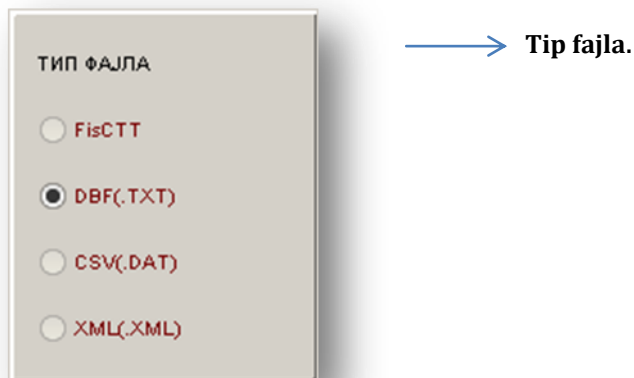 ТИП ФАЈЛА
Tip fajla.
FisCTT
DBF(.TXT)
CSV(.DAT)
XML(.XML)